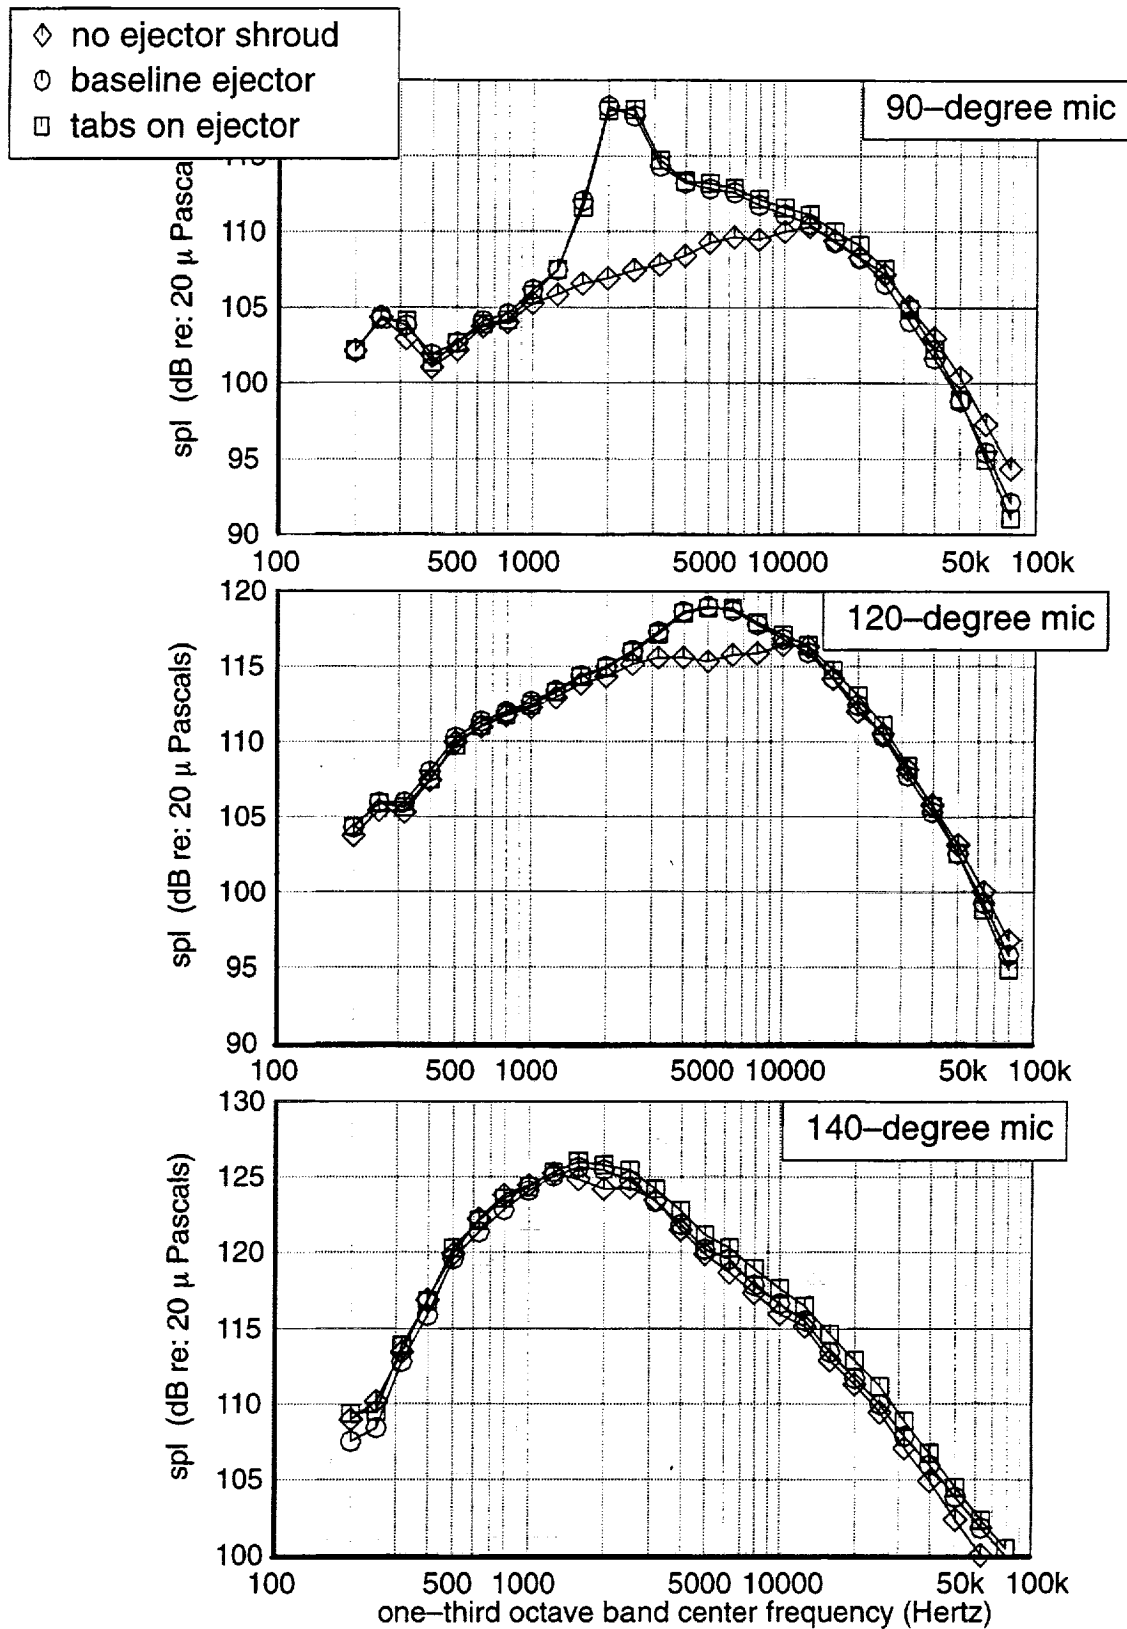 no ejector shroud
baseline ejector
tabs on ejector
90–degree mic
110
105
100
95
90
spl (dB re: 20 μ Pasca
100 500 1000 5000 10000 50k 100k
120–degree mic
120
115
110
105
100
95
90
spl (dB re: 20 μ Pascals)
100 500 1000 5000 10000 50k 100k
140–degree mic
130
125
120
115
110
105
100
spl (dB re: 20 μ Pascals)
100 500 1000 5000 10000 50k 100k
one–third octave band center frequency (Hertz)